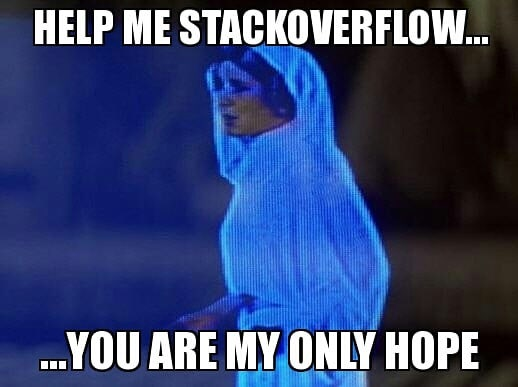 HELP ME STACKOVERFLOW...
...YOU ARE MY ONLY HOPE